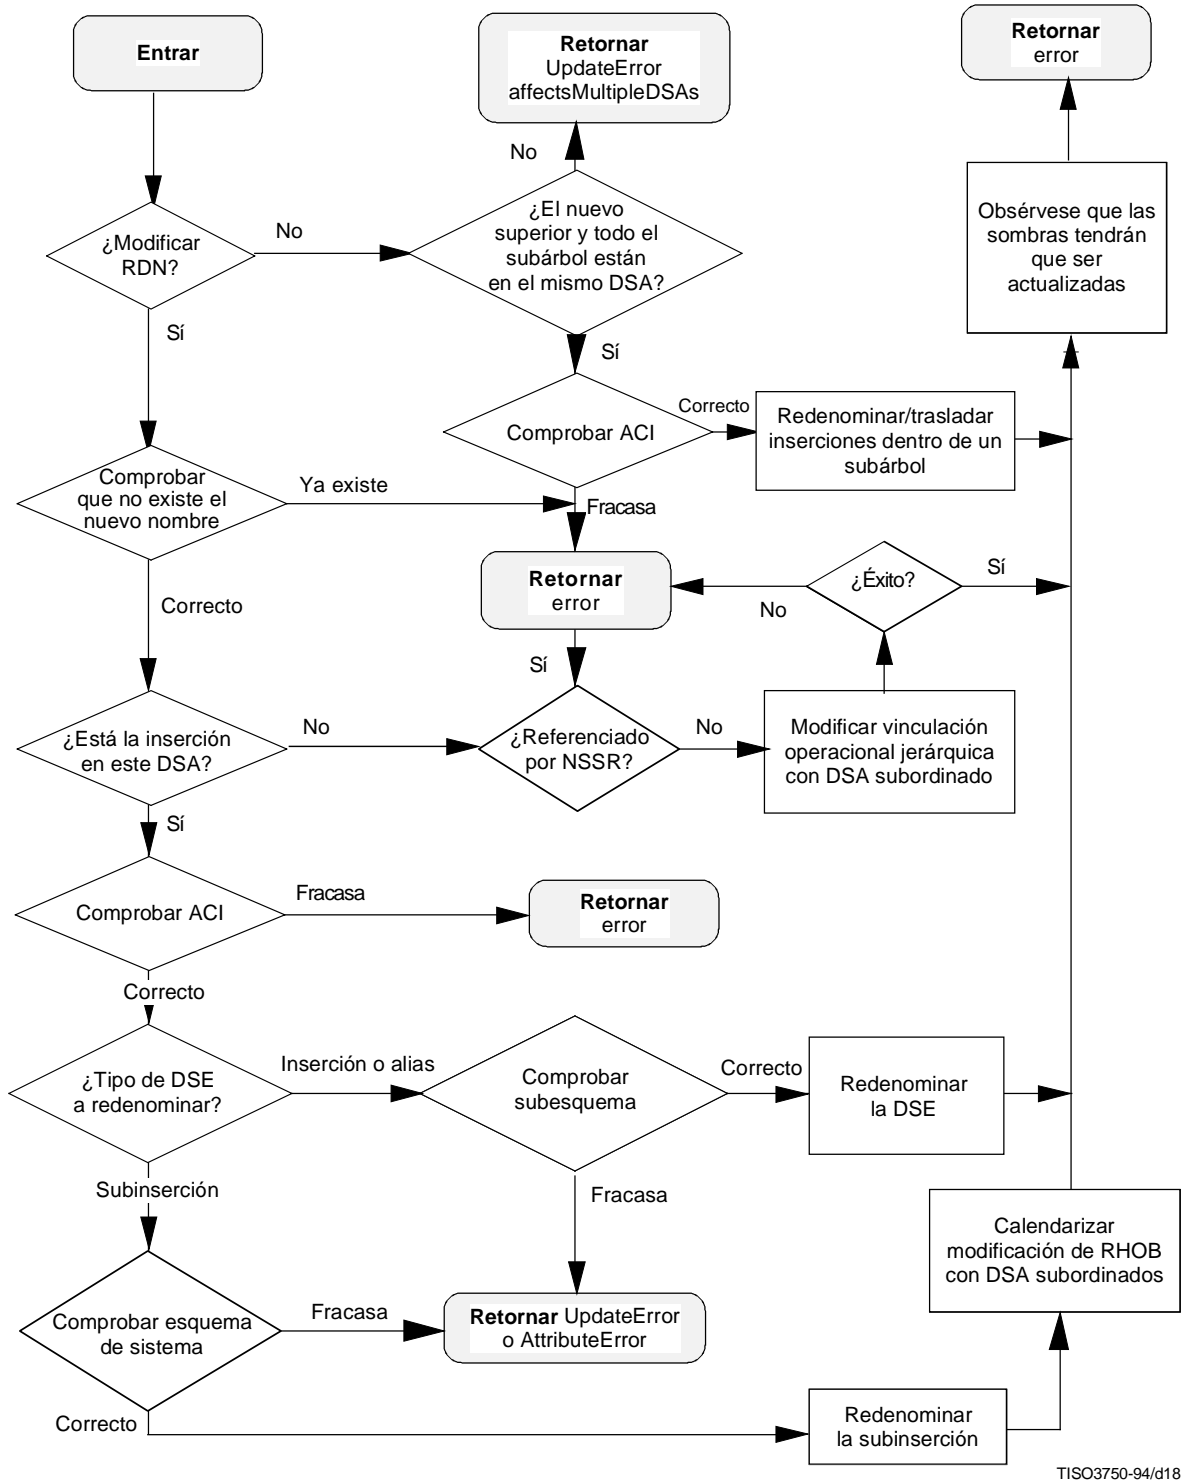 Entrar
Retornar
UpdateError
affectsMultipleDSAs
Retornar
error
No
¿Modificar
RDN?
No
¿El nuevo
superior y todo el
subárbol están
en el mismo DSA?
Obsérvese que las
sombras tendrán
que ser
actualizadas
Sí
Sí
Comprobar ACI
Correcto
Redenominar/trasladar
inserciones dentro de un
subárbol
Comprobar
que no existe el
nuevo nombre
Ya existe
Fracasa
Retornar
error
¿Éxito?
Sí
No
Correcto
Sí
¿Está la inserción
en este DSA?
No
¿Referenciado
por NSSR?
No
Modificar vinculación
operacional jerárquica
con DSA subordinado
Sí
Comprobar ACI
Fracasa
Retornar
error
Correcto
¿Tipo de DSE
a redenominar?
Inserción o alias
Comprobar
subesquema
Correcto
Redenominar
la DSE
Subinserción
Fracasa
Calendarizar
modificación de RHOB
con DSA subordinados
Comprobar esquema
de sistema
Fracasa
Retornar UpdateError
o AttributeError
Correcto
Redenominar
la subinserción
TISO3750-94/d18